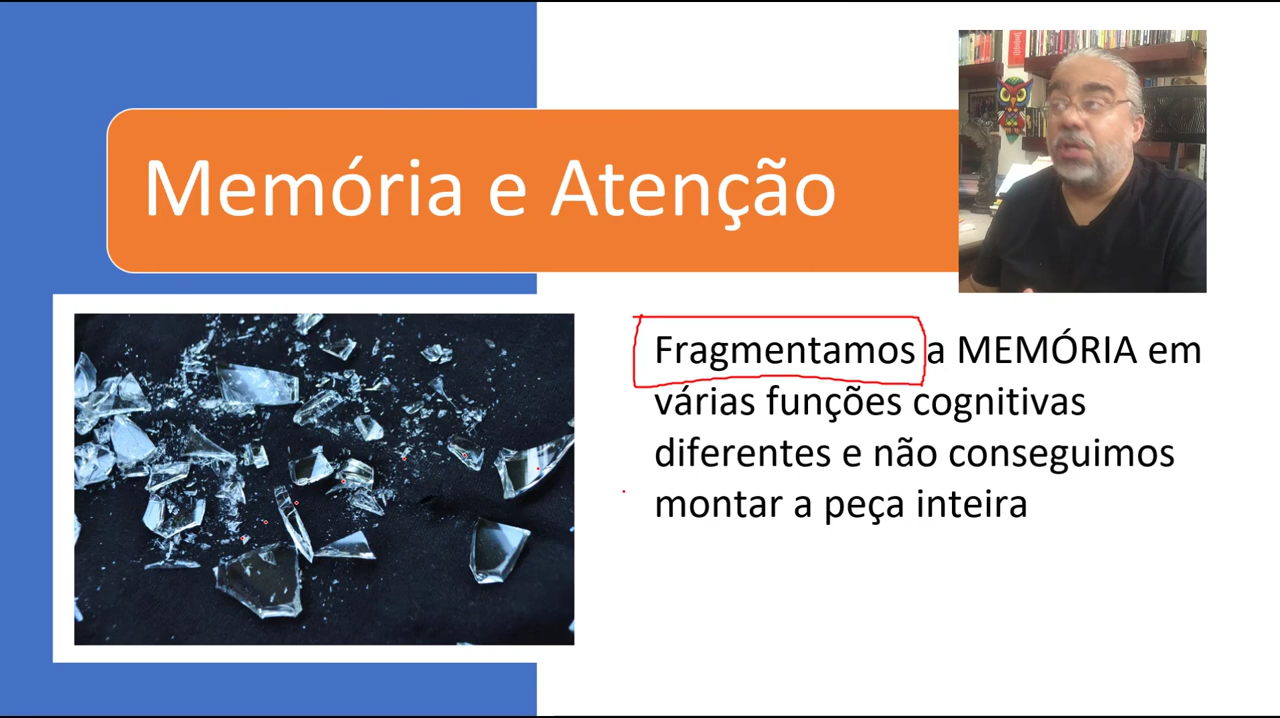 Memória e Atenção
Fragmentamos a MEMÓRIA em
várias funções cognitivas
diferentes e não conseguimos
montar a peça inteira